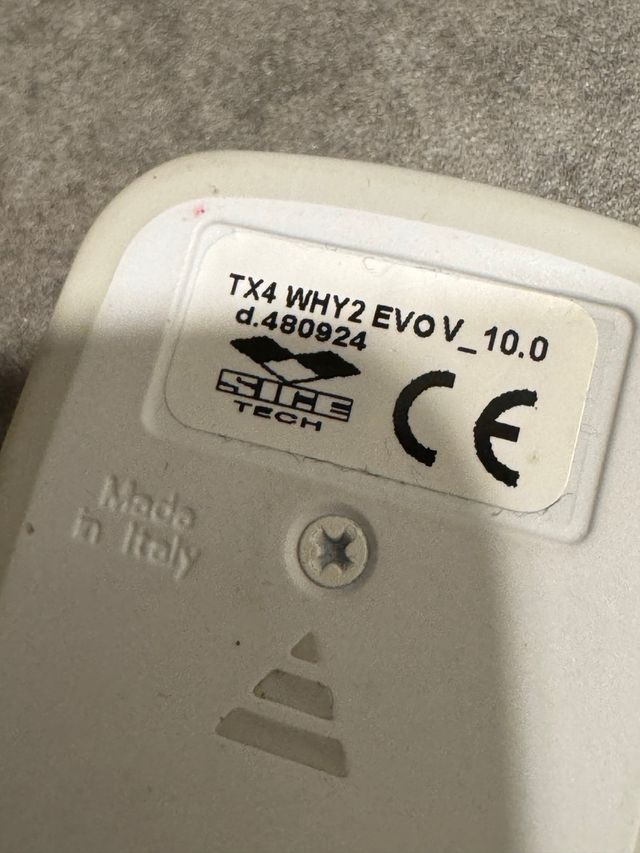 TX4 WHY2 EVO V_10.0
d.480924
SICE
TECH
CE
Made
in Italy